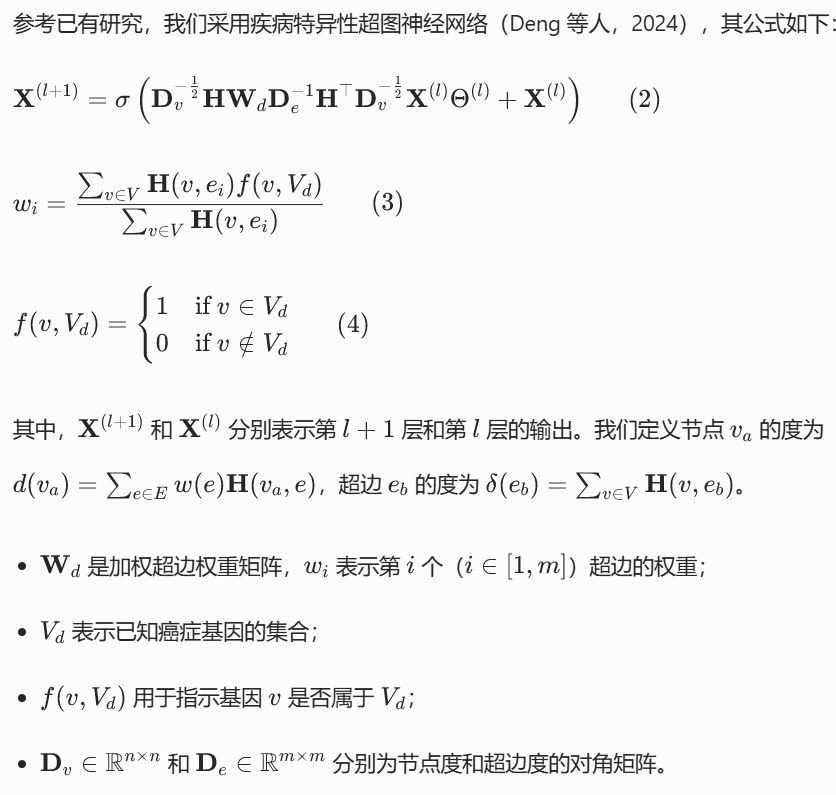 参考已有研究，我们采用疾病特异性超图神经网络（Deng 等人，2024），其公式如下：
$\mathbf{X}^{(l+1)} = \sigma\left(\mathbf{D}_v^{-\frac{1}{2}}\mathbf{H}\mathbf{W}_d\mathbf{D}_e^{-1}\mathbf{H}^\top\mathbf{D}_v^{-\frac{1}{2}}\mathbf{X}^{(l)}\Theta^{(l)} + \mathbf{X}^{(l)}\right)$ (2)
$w_i = \frac{\sum_{v \in V} \mathbf{H}(v, e_i) f(v, V_d)}{\sum_{v \in V} \mathbf{H}(v, e_i)}$ (3)
$f(v, V_d) = \begin{cases} 1 & \text{if } v \in V_d \\ 0 & \text{if } v \notin V_d \end{cases}$ (4)
其中，$\mathbf{X}^{(l+1)}$ 和 $\mathbf{X}^{(l)}$ 分别表示第 $l+1$ 层和第 $l$ 层的输出。我们定义节点 $v_a$ 的度为
$d(v_a) = \sum_{e \in E} w(e)\mathbf{H}(v_a, e)$，超边 $e_b$ 的度为 $\delta(e_b) = \sum_{v \in V} \mathbf{H}(v, e_b)$。
• $\mathbf{W}_d$ 是加权超边权重矩阵，$w_i$ 表示第 $i$ 个（$i \in [1, m]$）超边的权重；
• $V_d$ 表示已知癌症基因的集合；
• $f(v, V_d)$ 用于指示基因 $v$ 是否属于 $V_d$；
• $\mathbf{D}_v \in \mathbb{R}^{n \times n}$ 和 $\mathbf{D}_e \in \mathbb{R}^{m \times m}$ 分别为节点度和超边度的对角矩阵。